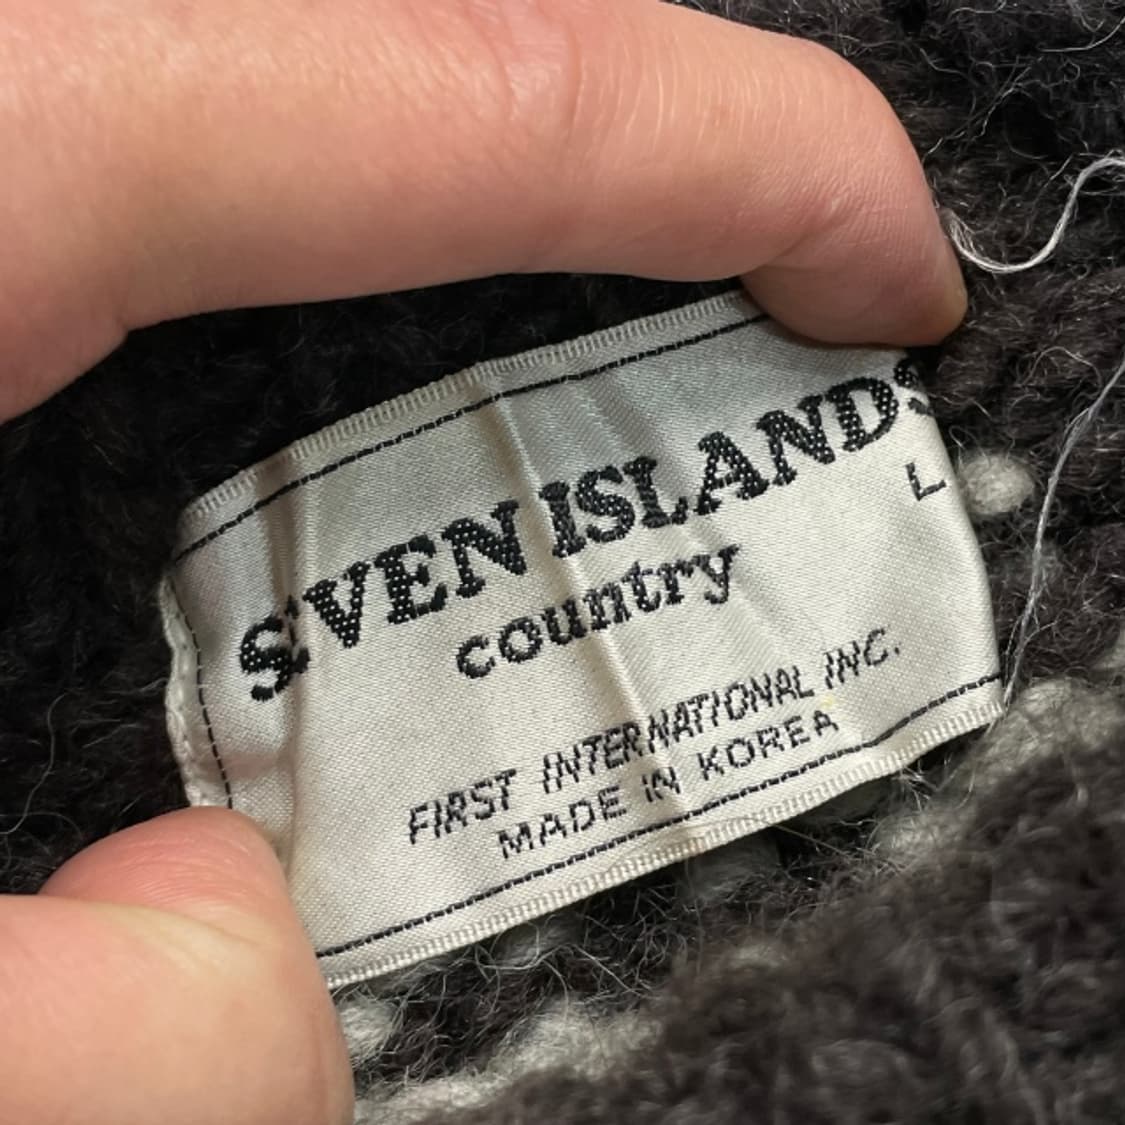 SEVEN ISLANDS
L
country
FIRST INTERNATIONAL INC.
MADE IN KOREA